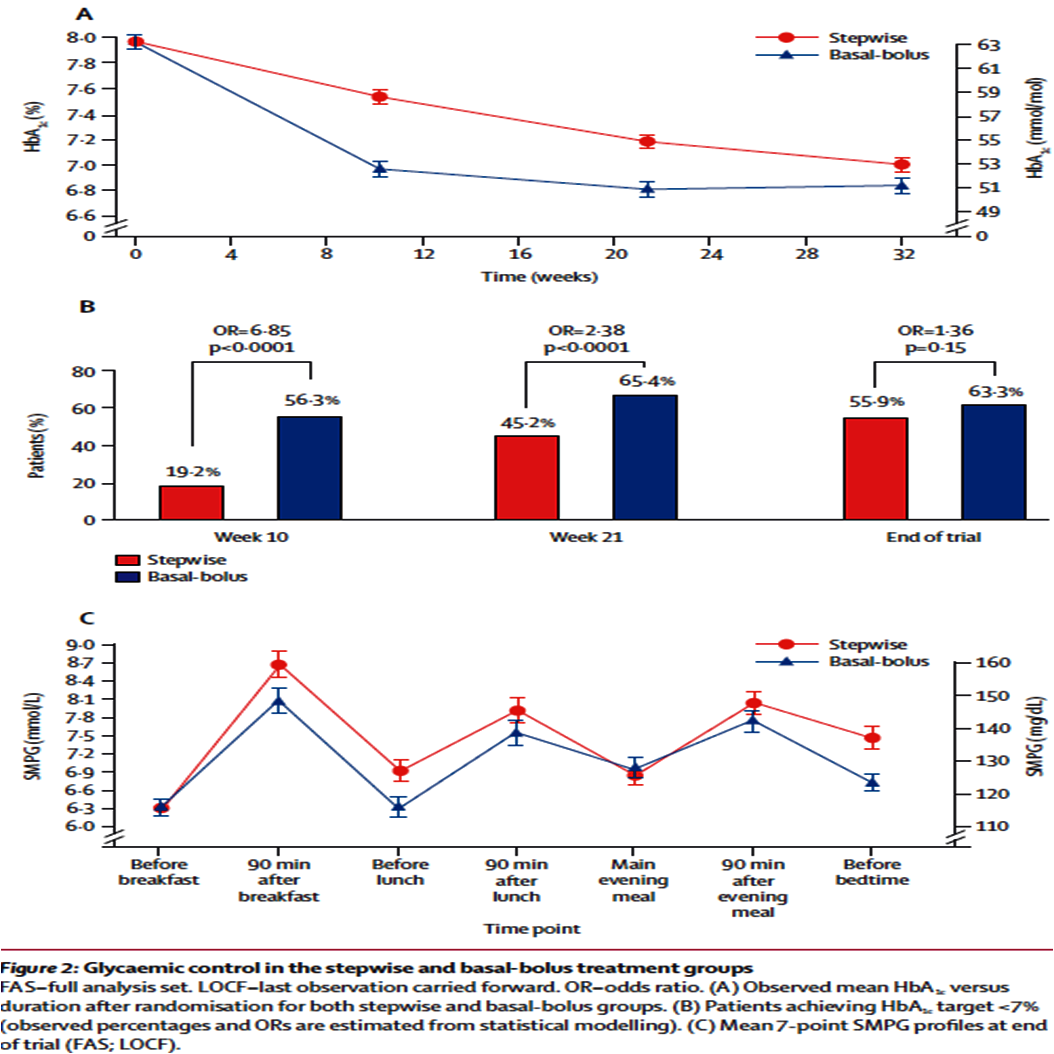 A
Stepwise
Basal-bolus
8·0
7·8
7·6
7·4
7·2
7·0
6·8
6·6
0
HbA1c (%)
63
61
59
57
55
53
51
49
0
HbA1c (mmol/mol)
0 4 8 12 16 20 24 28 32
Time (weeks)
B
OR=6·85 OR=2·38 OR=1·36
p<0·0001 p<0·0001 p=0·15
80
60
40
20
0
Patients (%)
19·2% 56·3% 45·2% 65·4% 55·9% 63·3%
Week 10 Week 21 End of trial
Stepwise
Basal-bolus
C
Stepwise
Basal-bolus
9·0
8·7
8·4
8·1
7·8
7·5
7·2
6·9
6·6
6·3
6·0
SMPG (mmol/L)
160
150
140
130
120
110
SMPG (mg/dL)
Before 90 min Before 90 min Main 90 min Before
breakfast after lunch after evening after bedtime
breakfast lunch meal evening
meal
Time point
Figure 2: Glycaemic control in the stepwise and basal-bolus treatment groups
FAS=full analysis set. LOCF=last observation carried forward. OR=odds ratio. (A) Observed mean HbA1c versus
duration after randomisation for both stepwise and basal-bolus groups. (B) Patients achieving HbA1c target <7%
(observed percentages and ORs are estimated from statistical modelling). (C) Mean 7-point SMPG profiles at end
of trial (FAS; LOCF).